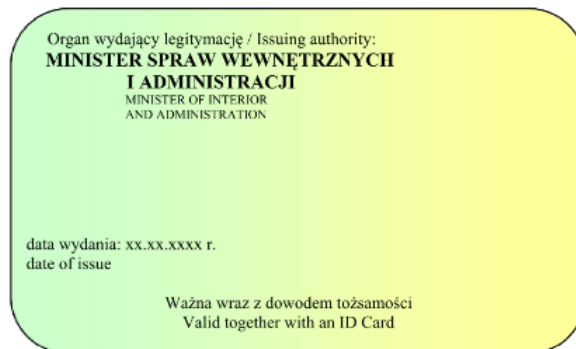 Organ wydający legitymację / Issuing authority:
MINISTER SPRAW WEWNĘTRZNYCH
I ADMINISTRACJI
MINISTER OF INTERIOR
AND ADMINISTRATION
data wydania: xx.xx.xxxx r.
date of issue
Ważna wraz z dowodem tożsamości
Valid together with an ID Card